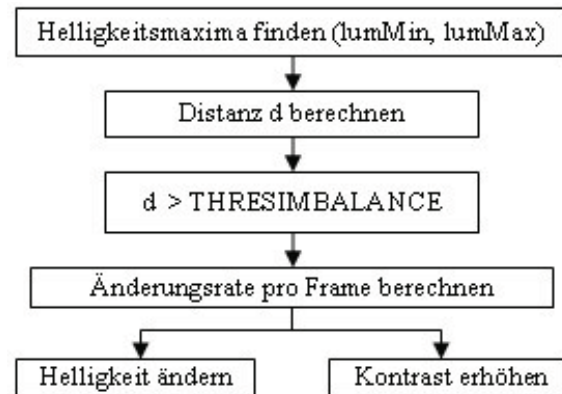 Helligkeitsmaxima finden (lumMin, lumMax)
Distanz d berechnen
d > THRESIMBALANCE
Änderungsrate pro Frame berechnen
Helligkeit ändern
Kontrast erhöhen